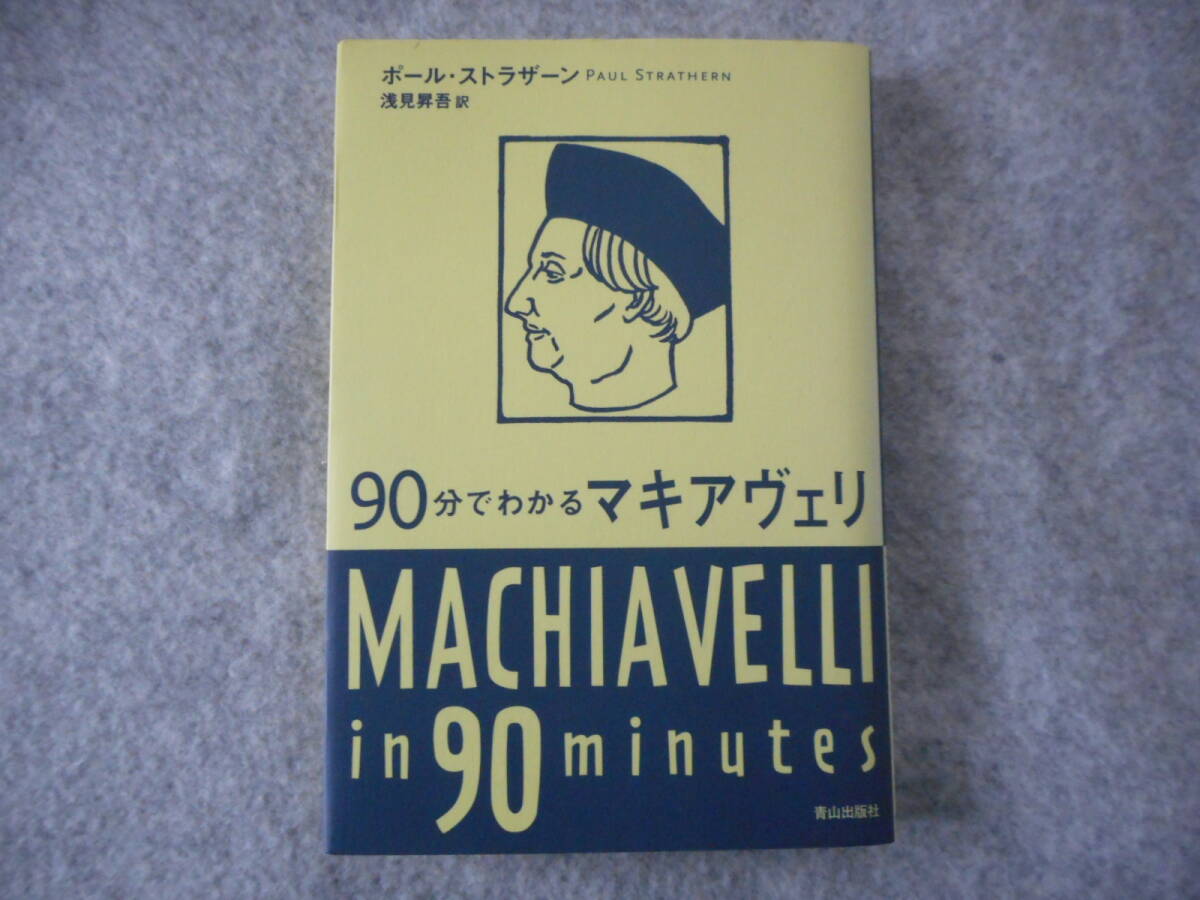 ポール・ストラザーン PAUL STRATHERN
浅見昇吾 訳
90分でわかるマキアヴェリ
MACHIAVELLI
in 90 minutes
青山出版社